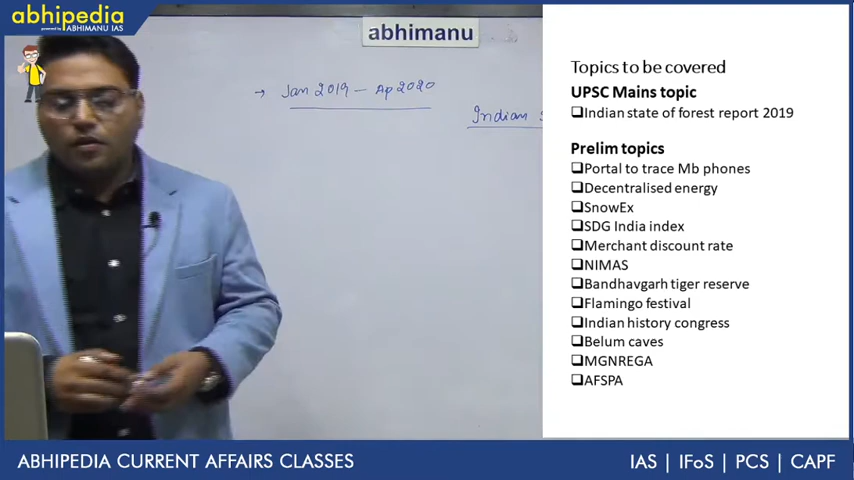 abhipedia
powered by ABHIMANU IAS
abhimanu
→ Jan 2019 – Ap 2020
Indian
Topics to be covered
UPSC Mains topic
Indian state of forest report 2019
Prelim topics
Portal to trace Mb phones
Decentralised energy
SnowEx
SDG India index
Merchant discount rate
NIMAS
Bandhavgarh tiger reserve
Flamingo festival
Indian history congress
Belum caves
MGNREGA
AFSPA
ABHIPEDIA CURRENT AFFAIRS CLASSES
IAS | IFoS | PCS | CAPF